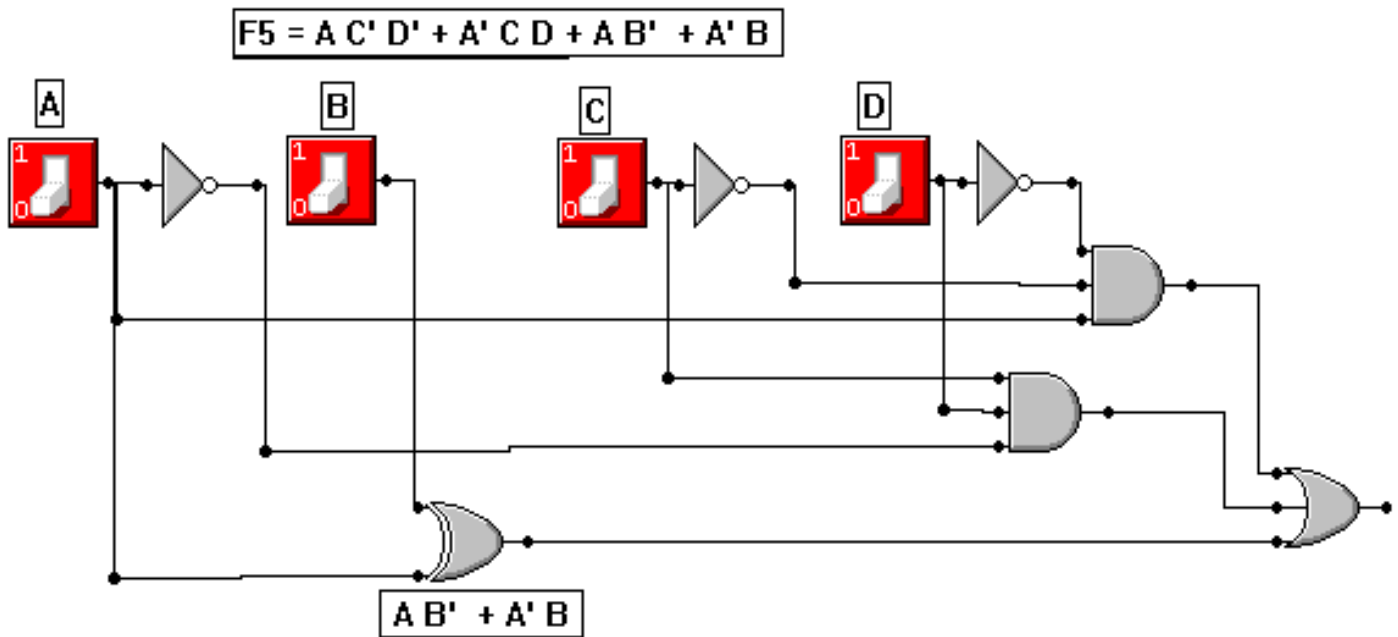 F5 = A C' D' + A' C D + A B' + A' B
A B C D
1 1 1 1
0 0 0 0
A B' + A' B